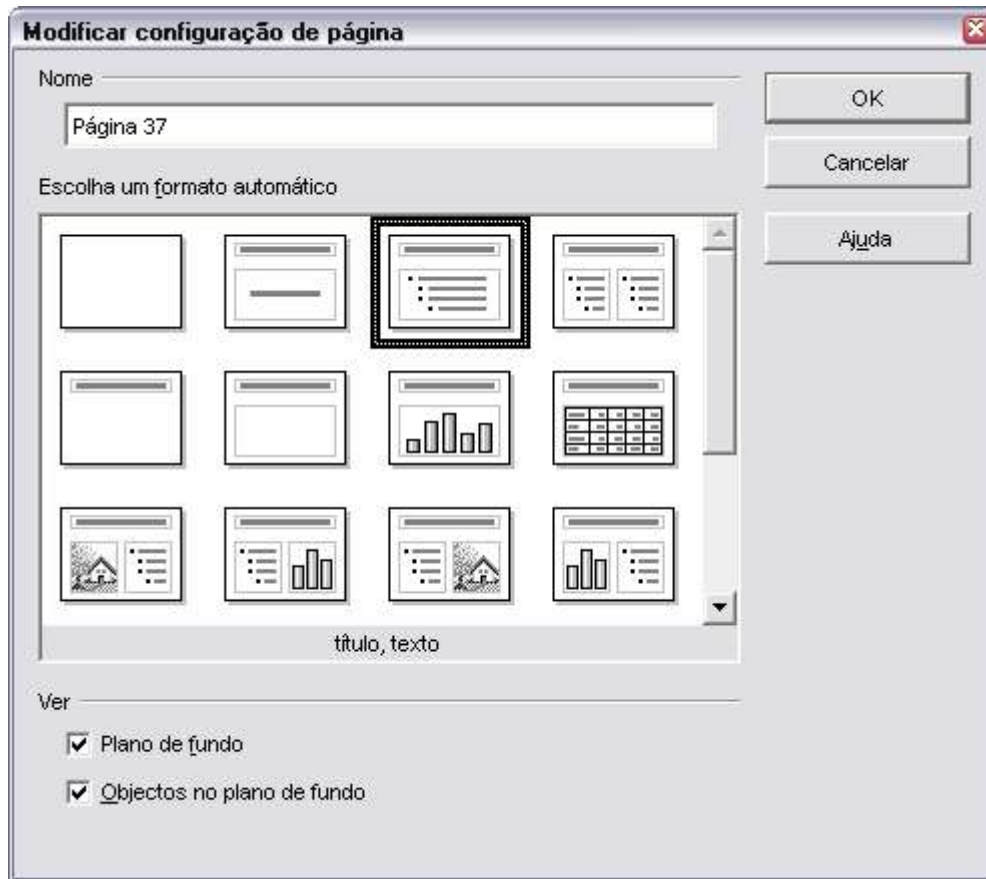 Modificar configuração de página
Nome
Página 37
OK
Cancelar
Ajuda
Escolha um formato automático
título, texto
Ver
Plano de fundo
Objectos no plano de fundo